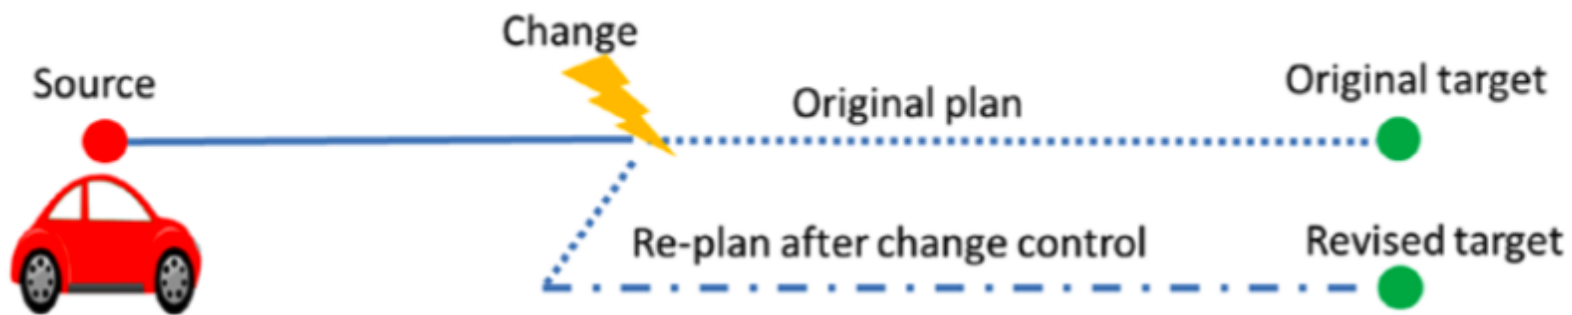 Change
Source
Original plan
Original target
Re-plan after change control
Revised target